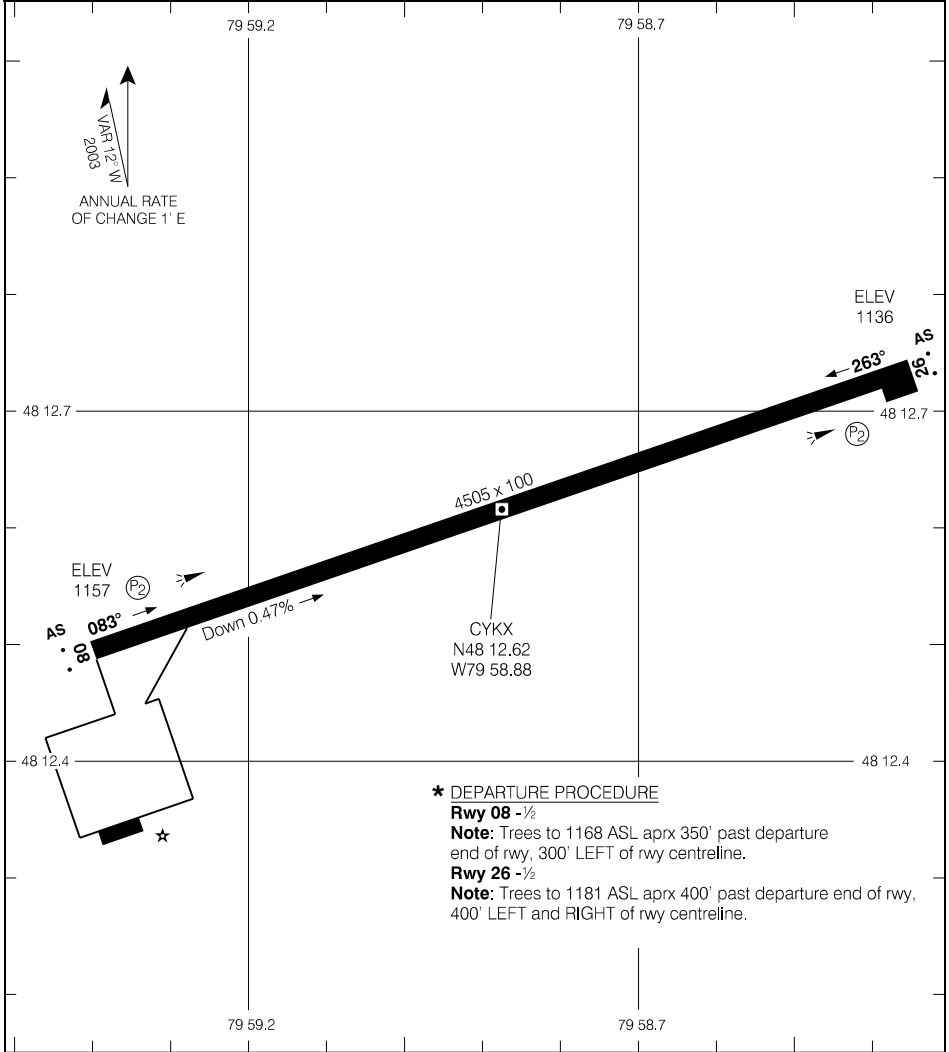 79 59.2
79 58.7
VAR 12° W
2003
ANNUAL RATE
OF CHANGE 1' E
ELEV
1136
AS
263°
26
48 12.7
48 12.7
P2
4505 x 100
ELEV
1157
P2
083°
AS
08
Down 0.47%
CYKX
N48 12.62
W79 58.88
48 12.4
48 12.4
* DEPARTURE PROCEDURE
Rwy 08 -½
Note: Trees to 1168 ASL aprx 350' past departure
end of rwy, 300' LEFT of rwy centreline.
Rwy 26 -½
Note: Trees to 1181 ASL aprx 400' past departure end of rwy,
400' LEFT and RIGHT of rwy centreline.
79 59.2
79 58.7